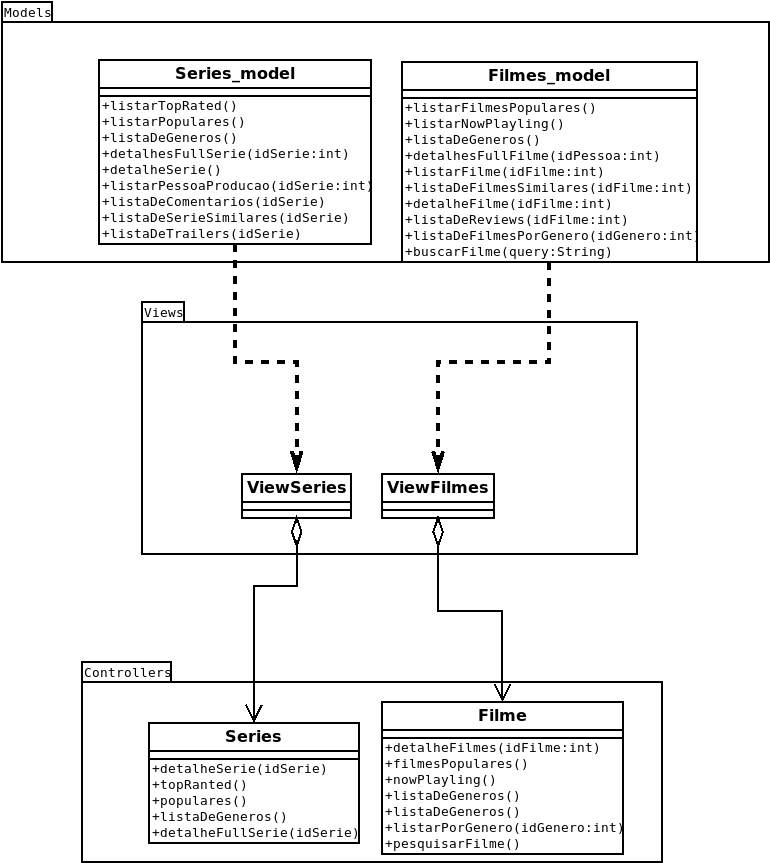 Models
Series_model
+listarTopRated()
+listarPopulares()
+listaDeGeneros()
+detalhesFullSerie(idSerie:int)
+detalheSerie()
+listarPessoaProducao(idSerie:int)
+listaDeComentarios(idSerie)
+listaDeSerieSimilares(idSerie)
+listaDeTrailers(idSerie)
Filmes_model
+listarFilmesPopulares()
+listarNowPlayling()
+listaDeGeneros()
+detalhesFullFilme(idPessoa:int)
+listarFilme(idFilme:int)
+listaDeFilmesSimilares(idFilme:int)
+detalheFilme(idFilme:int)
+listaDeReviews(idFilme:int)
+listaDeFilmesPorGenero(idGenero:int)
+buscarFilme(query:String)
Views
ViewSeries
ViewFilmes
Controllers
Series
+detalheSerie(idSerie)
+topRanted()
+populares()
+listaDeGeneros()
+detalheFullSerie(idSerie)
Filme
+detalheFilmes(idFilme:int)
+filmesPopulares()
+nowPlayling()
+listaDeGeneros()
+listaDeGeneros()
+listarPorGenero(idGenero:int)
+pesquisarFilme()